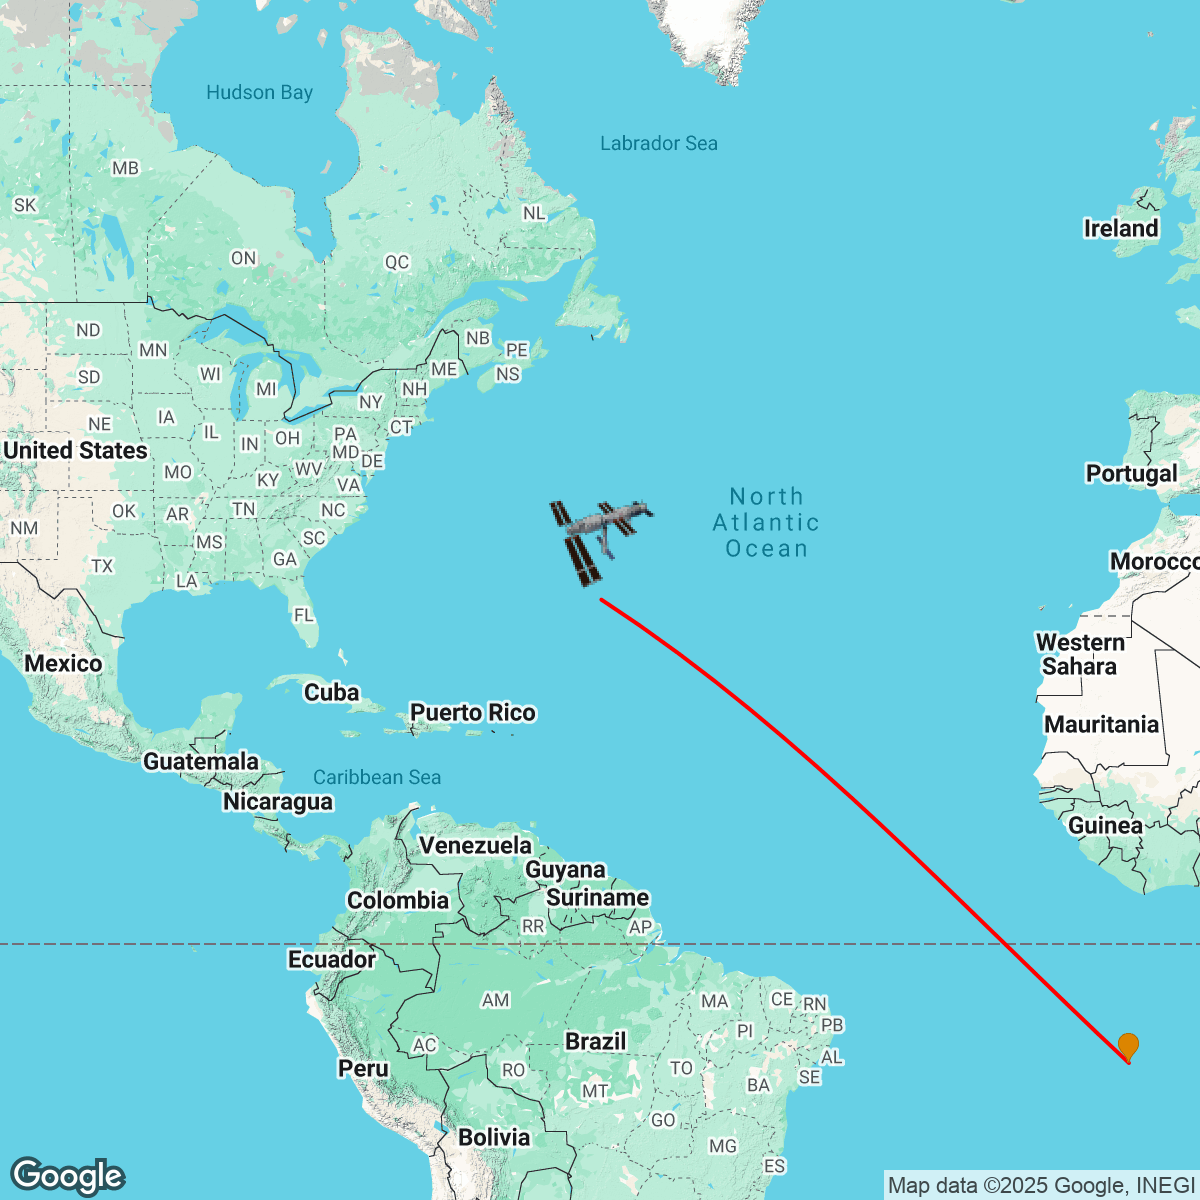 Hudson Bay
Labrador Sea
MB
SK
NL
Ireland
ON
QC
ND
MN
NB
PE
ME
NS
WI
SD
MI
NH
NY
NE
IA
IL
OH
PA
CT
IN
United States
MD
DE
MO
WV
KY
VA
Portugal
OK
AR
TN
NC
NM
MS
SC
North
Atlantic
Ocean
TX
GA
LA
Morocco
FL
Western
Sahara
Mexico
Cuba
Puerto Rico
Mauritania
Guatemala
Caribbean Sea
Nicaragua
Guinea
Venezuela
Guyana
Suriname
Colombia
RR
AP
Ecuador
AM
MA
CE
RN
PI
PB
AC
Brazil
AL
Peru
RO
TO
SE
MT
BA
GO
Bolivia
MG
ES
Google
Map data ©2025 Google, INEGI